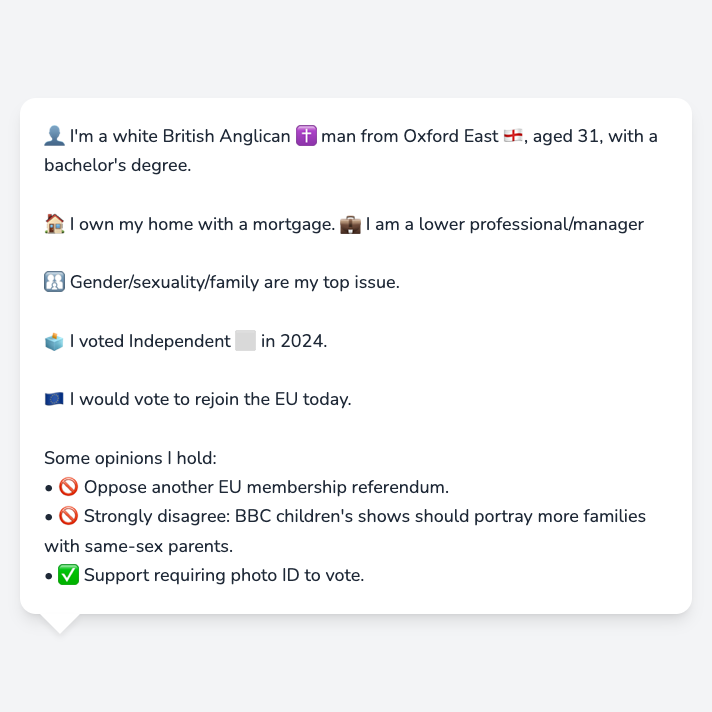 👤 I'm a white British Anglican ✝️ man from Oxford East 🏴󠁧󠁢󠁥󠁮󠁧󠁿, aged 31, with a
bachelor's degree.
🏠 I own my home with a mortgage. 💼 I am a lower professional/manager
🚻 Gender/sexuality/family are my top issue.
🗳️ I voted Independent ⬜ in 2024.
🇪🇺 I would vote to rejoin the EU today.
Some opinions I hold:
• 🚫 Oppose another EU membership referendum.
• 🚫 Strongly disagree: BBC children's shows should portray more families
with same-sex parents.
• ✅ Support requiring photo ID to vote.